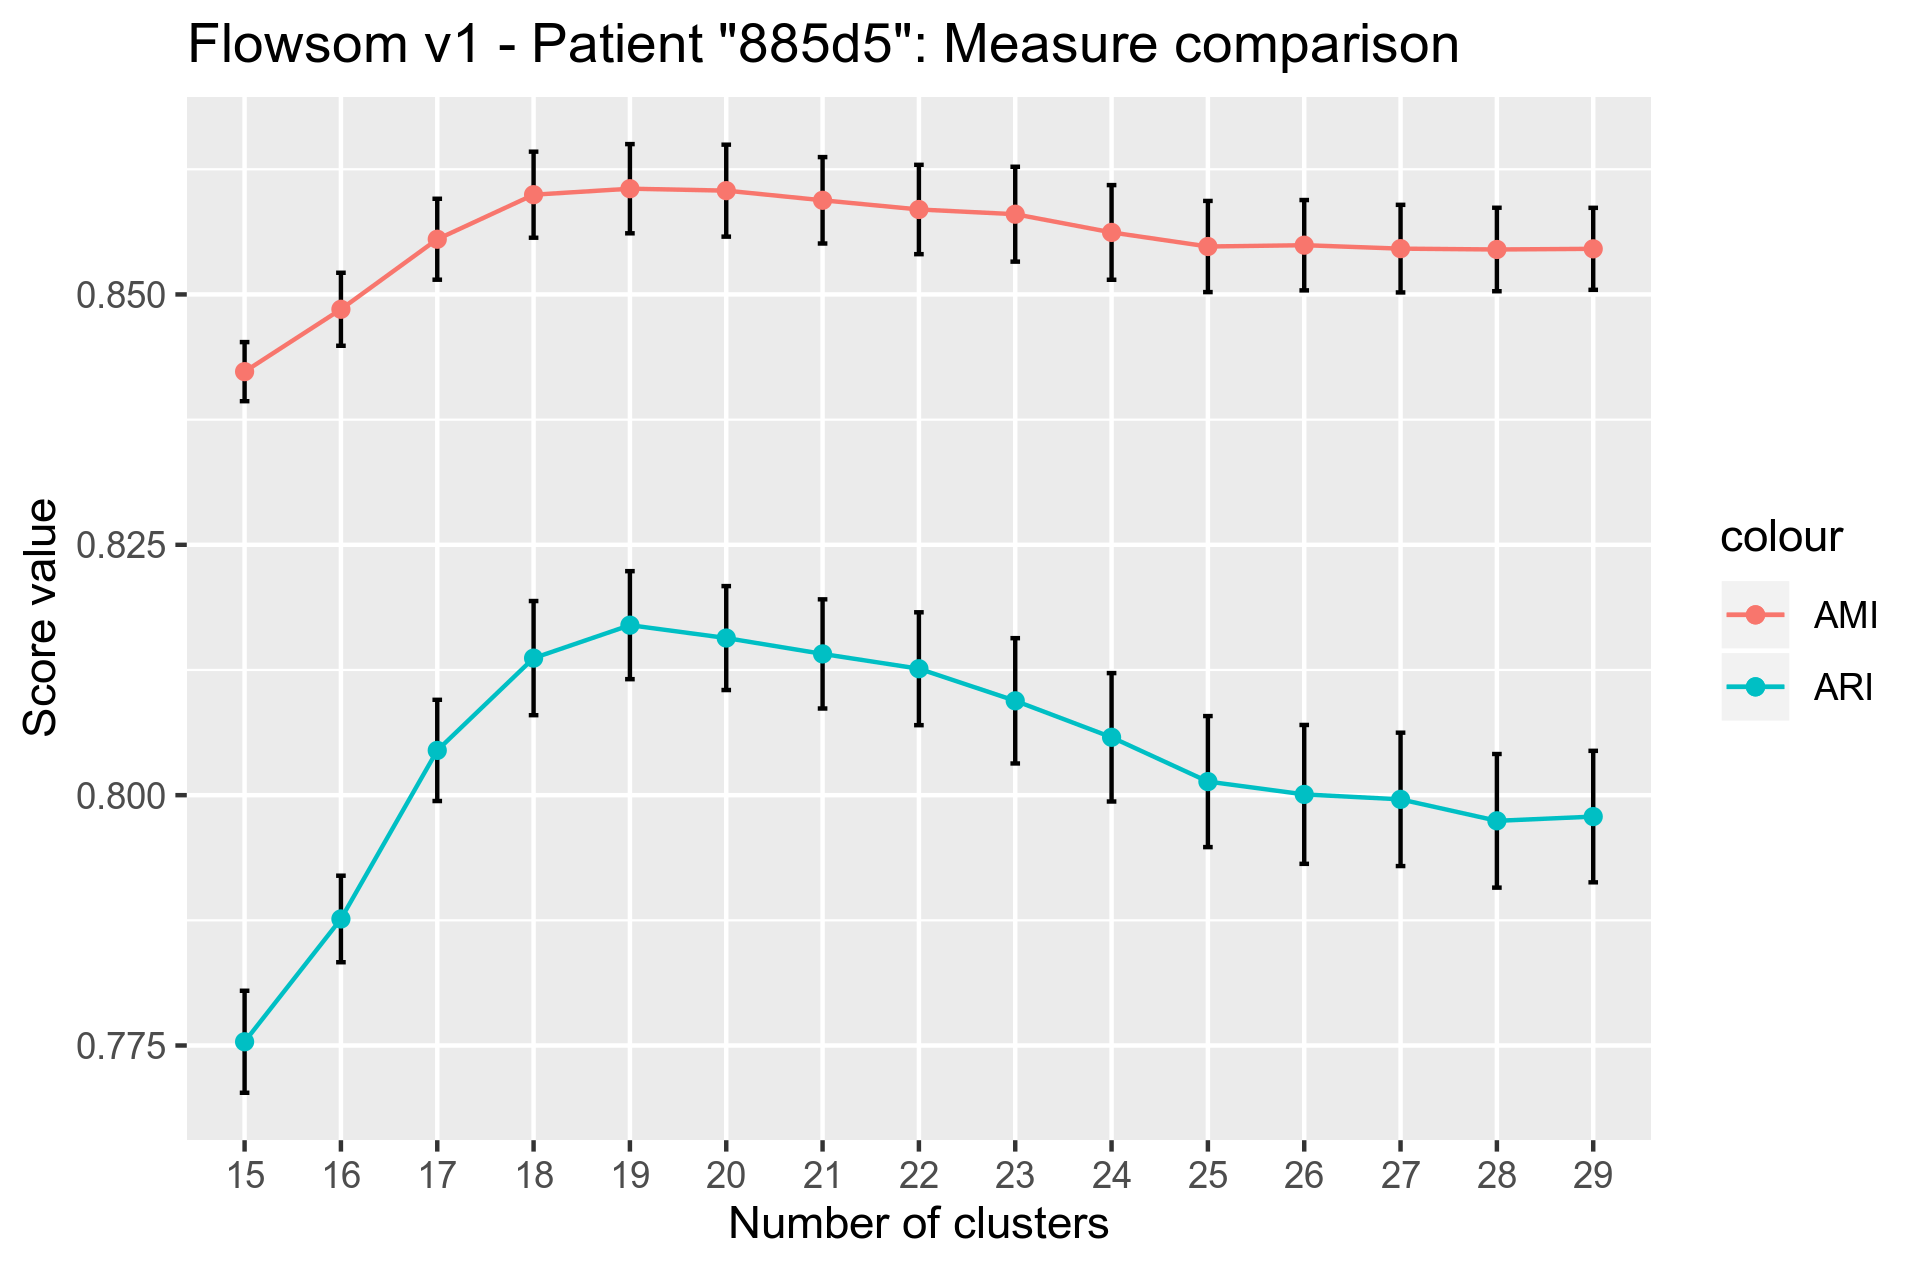 Flowsom v1 - Patient "885d5": Measure comparison
Score value
0.850
0.825
0.800
0.775
15 16 17 18 19 20 21 22 23 24 25 26 27 28 29
Number of clusters
colour
AMI
ARI